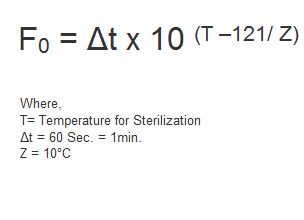 F₀ = Δt x 10 (T –121/ Z)
Where,
T= Temperature for Sterilization
Δt = 60 Sec. = 1min.
Z = 10°C